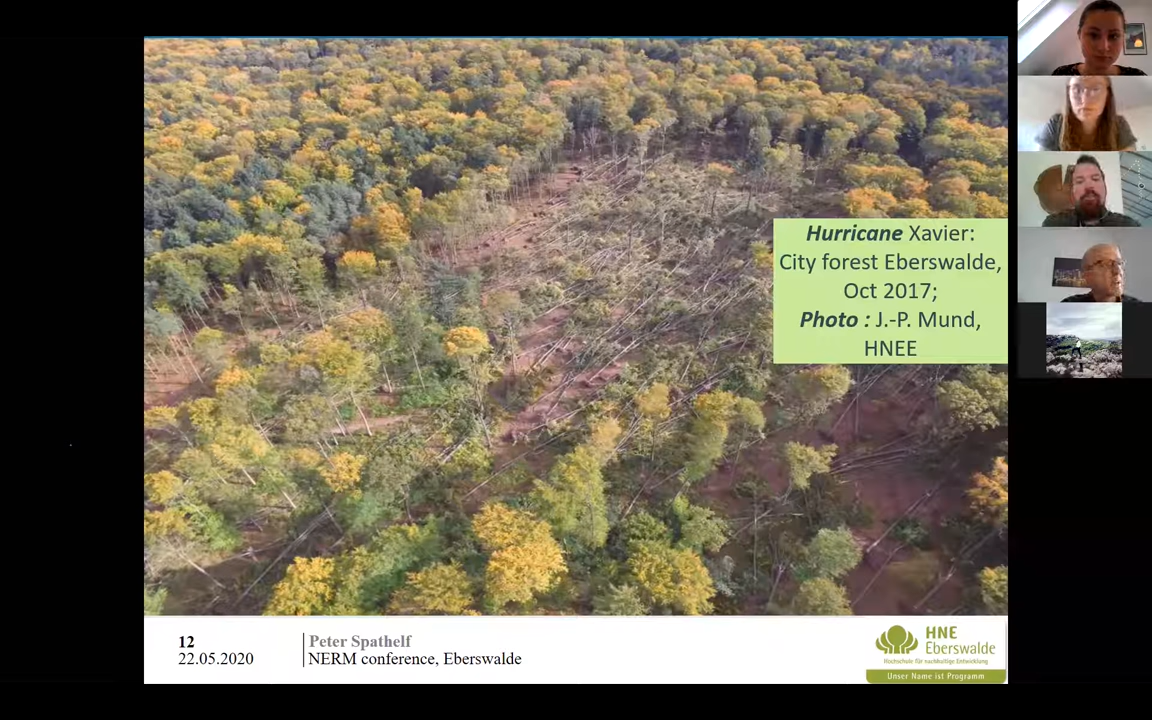 Hurricane Xavier:
City forest Eberswalde,
Oct 2017;
Photo : J.-P. Mund,
HNEE
12
22.05.2020
Peter Spathelf
NERM conference, Eberswalde
HNE
Eberswalde
Hochschule für nachhaltige Entwicklung
Unser Name ist Programm